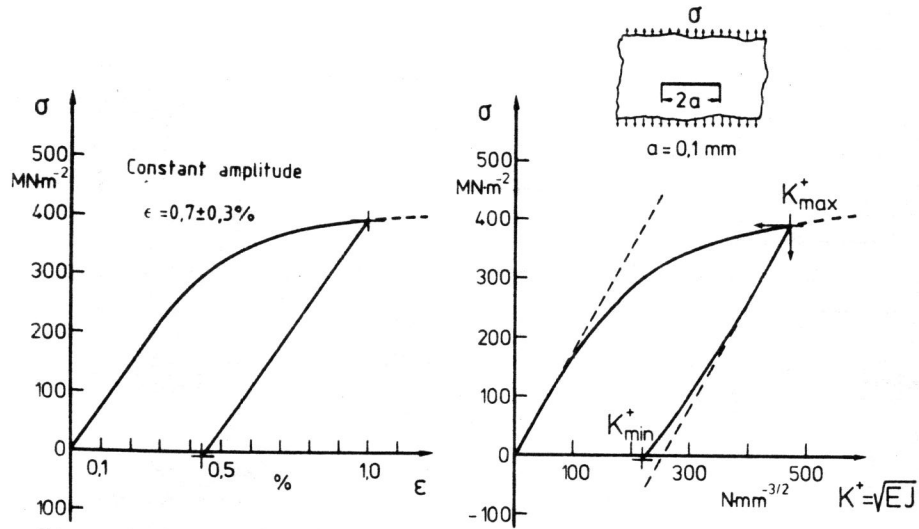 σ
500
MN·m⁻²
400
300
200
100
0
100
Constant amplitude
ϵ =0,7±0,3%
0,1
0,5
1,0
%
ε
σ
2a
a = 0,1 mm
σ
500
MN·m⁻²
400
300
200
100
0
-100
K⁺max
K⁺min
100
300
500
N·mm⁻³/²
K⁺=√EJ